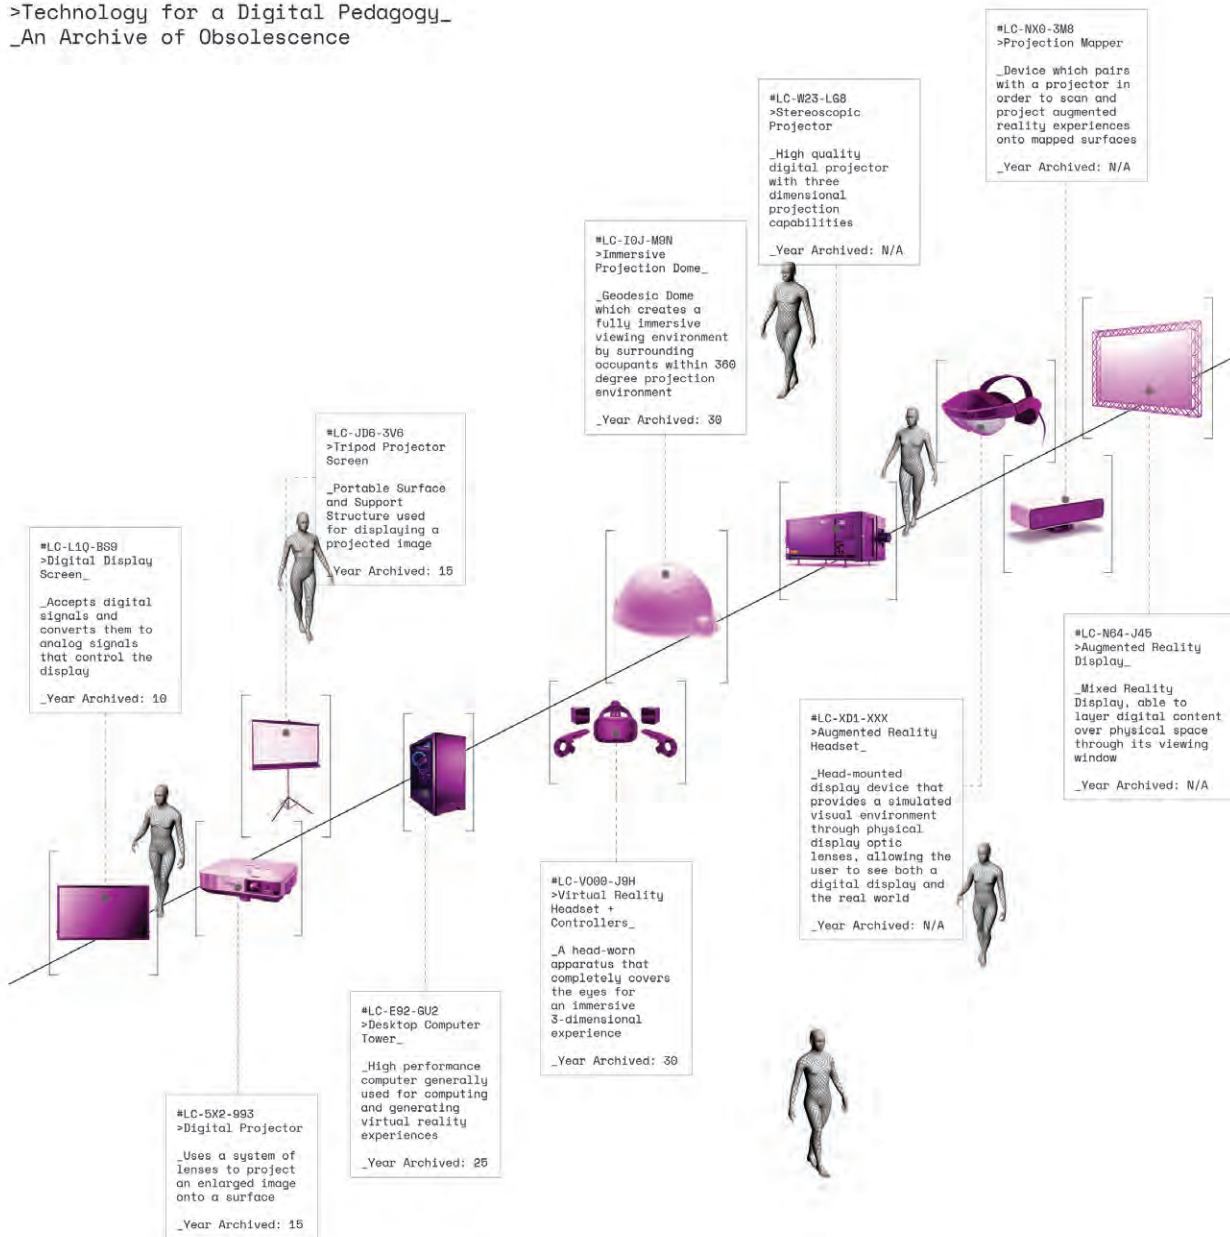 >Technology for a Digital Pedagogy_
_An Archive of Obsolescence
#LC-NX0-3M8
>Projection Mapper
_Device which pairs
with a projector in
order to scan and
project augmented
reality experiences
onto mapped surfaces
_Year Archived: N/A
#LC-W23-LG8
>Stereoscopic
Projector
_High quality
digital projector
with three
dimensional
projection
capabilities
_Year Archived: N/A
#LC-I0J-M9N
>Immersive
Projection Dome_
_Geodesic Dome
which creates a
fully immersive
viewing environment
by surrounding
occupants within 360
degree projection
environment
_Year Archived: 30
#LC-JD6-3V6
>Tripod Projector
Screen
_Portable Surface
and Support
Structure used
for displaying a
projected image
_Year Archived: 15
#LC-L1Q-BS9
>Digital Display
Screen_
_Accepts digital
signals and
converts them to
analog signals
that control the
display
_Year Archived: 10
#LC-N64-J45
>Augmented Reality
Display_
_Mixed Reality
Display, able to
layer digital content
over physical space
through its viewing
window
_Year Archived: N/A
#LC-XD1-XXX
>Augmented Reality
Headset_
_Head-mounted
display device that
provides a simulated
visual environment
through physical
display optic
lenses, allowing the
user to see both a
digital display and
the real world
_Year Archived: N/A
#LC-VO00-J9H
>Virtual Reality
Headset +
Controllers_
_A head-worn
apparatus that
completely covers
the eyes for
an immersive
3-dimensional
experience
_Year Archived: 30
#LC-E92-GU2
>Desktop Computer
Tower_
_High performance
computer generally
used for computing
and generating
virtual reality
experiences
_Year Archived: 25
#LC-5X2-993
>Digital Projector
_Uses a system of
lenses to project
an enlarged image
onto a surface
_Year Archived: 15